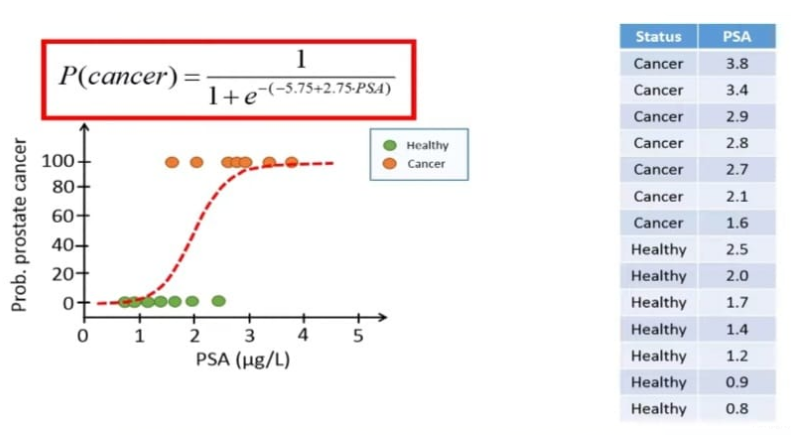 P(cancer) = 1 / (1 + e^-(-5.75+2.75·PSA))
Healthy
Cancer
Prob. prostate cancer
100
80
60
40
20
0
0 1 2 3 4 5
PSA (µg/L)
Status PSA
Cancer 3.8
Cancer 3.4
Cancer 2.9
Cancer 2.8
Cancer 2.7
Cancer 2.1
Cancer 1.6
Healthy 2.5
Healthy 2.0
Healthy 1.7
Healthy 1.4
Healthy 1.2
Healthy 0.9
Healthy 0.8